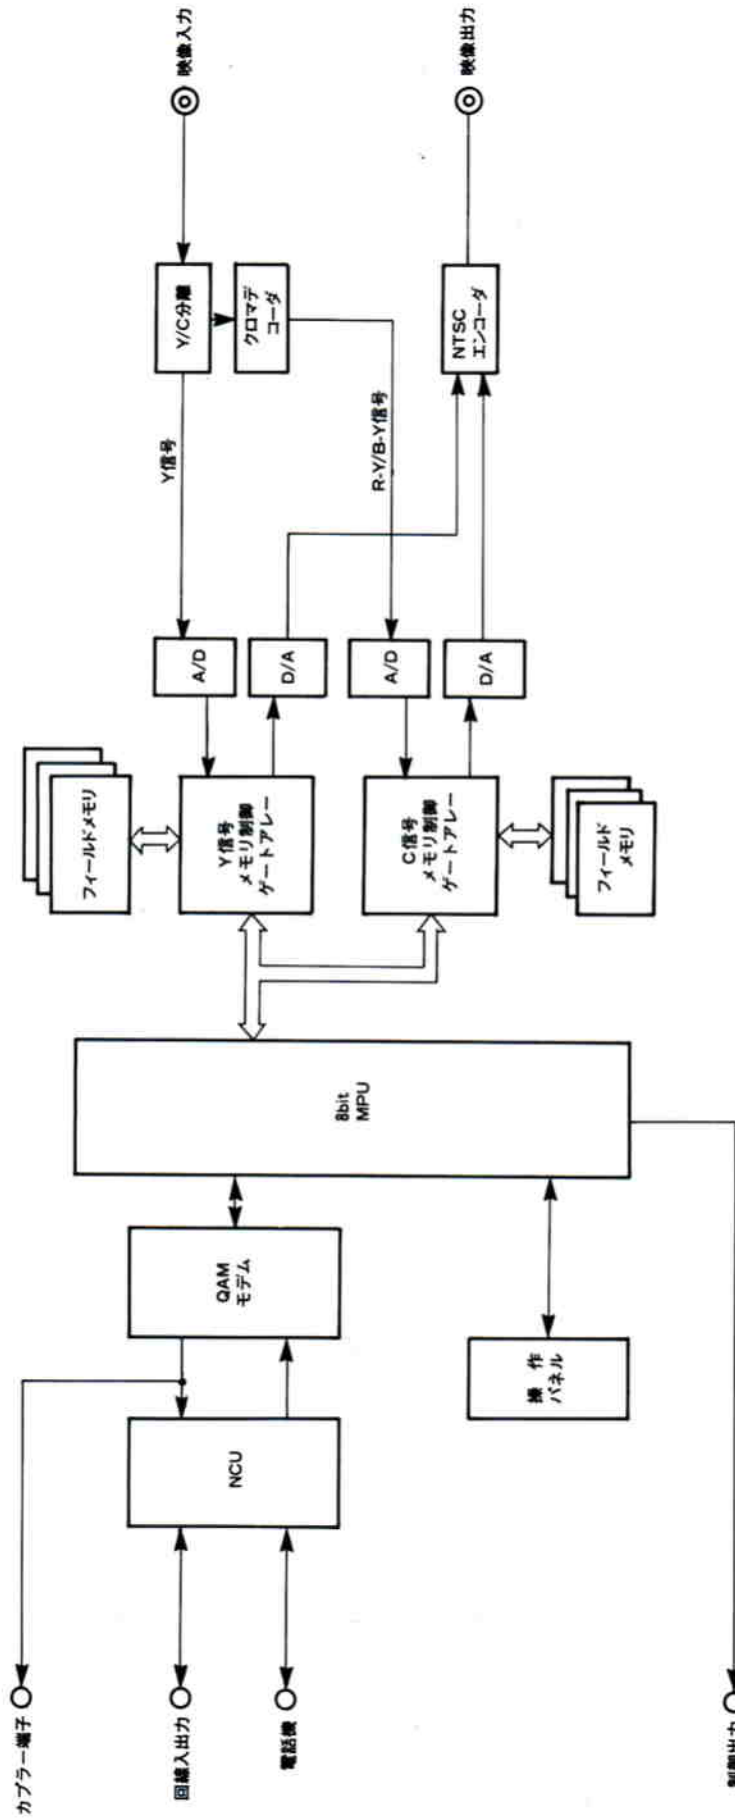 カプラー端子
回線入出力
電話機
制御出力
NCU
QAM
モデム
操 作
パネル
8bit
MPU
フィールドメモリ
Y信号
メモリ制御
ゲートアレー
C信号
メモリ制御
ゲートアレー
フィールド
メモリ
A/D
D/A
A/D
D/A
Y信号
R-Y/B-Y信号
Y/C分離
クロマデ
コーダ
NTSC
エンコーダ
映像入力
映像出力